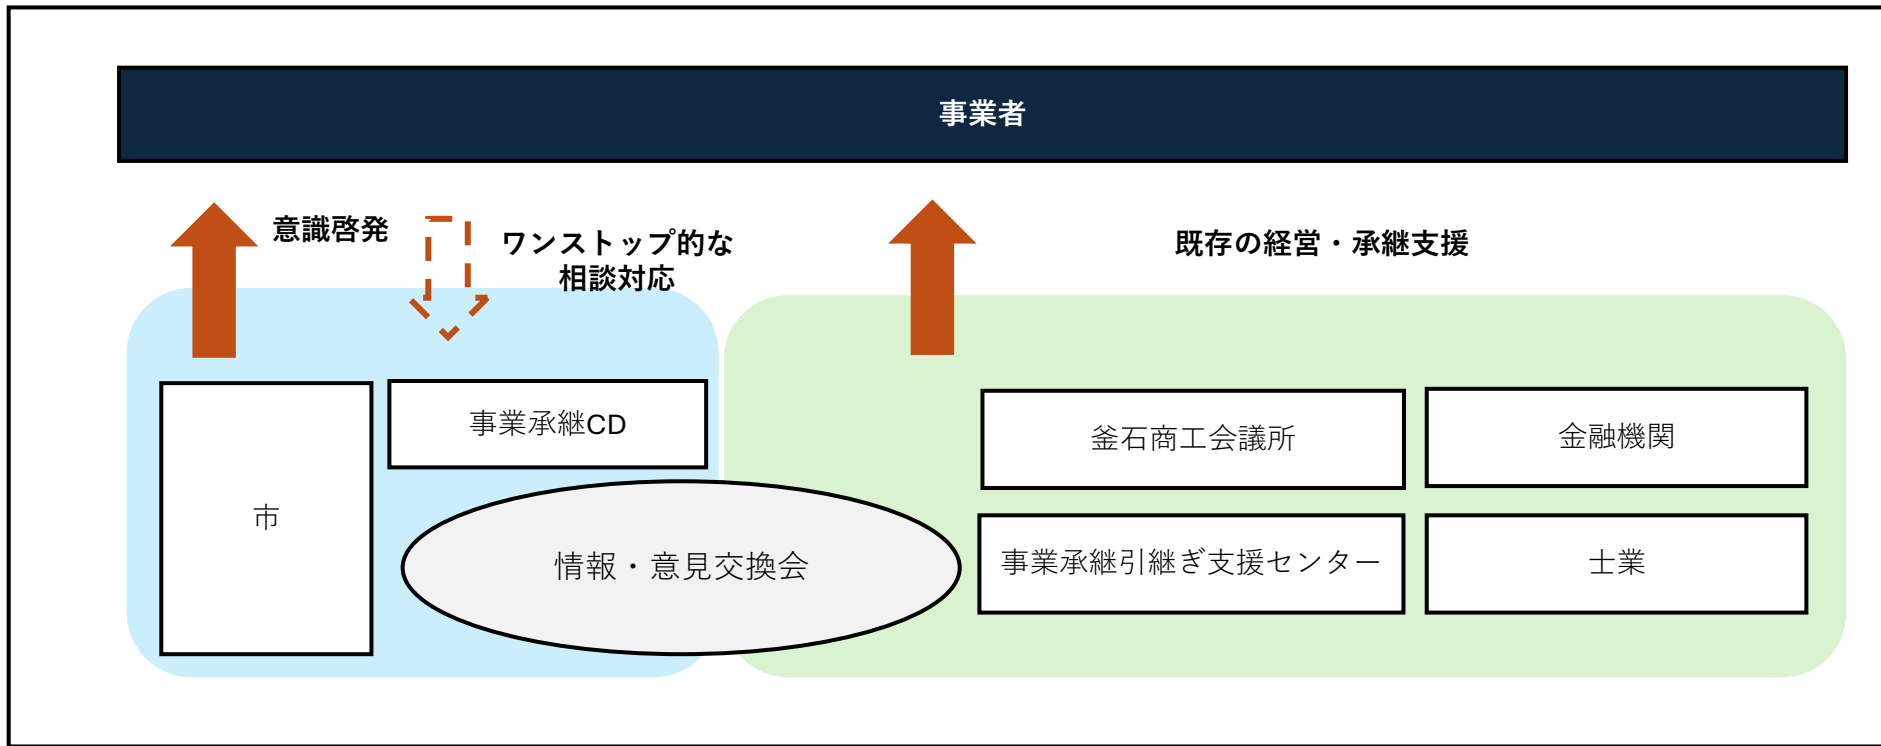 事業者
意識啓発
ワンストップ的な
相談対応
既存の経営・承継支援
市
事業承継CD
情報・意見交換会
釜石商工会議所
金融機関
事業承継引継ぎ支援センター
士業